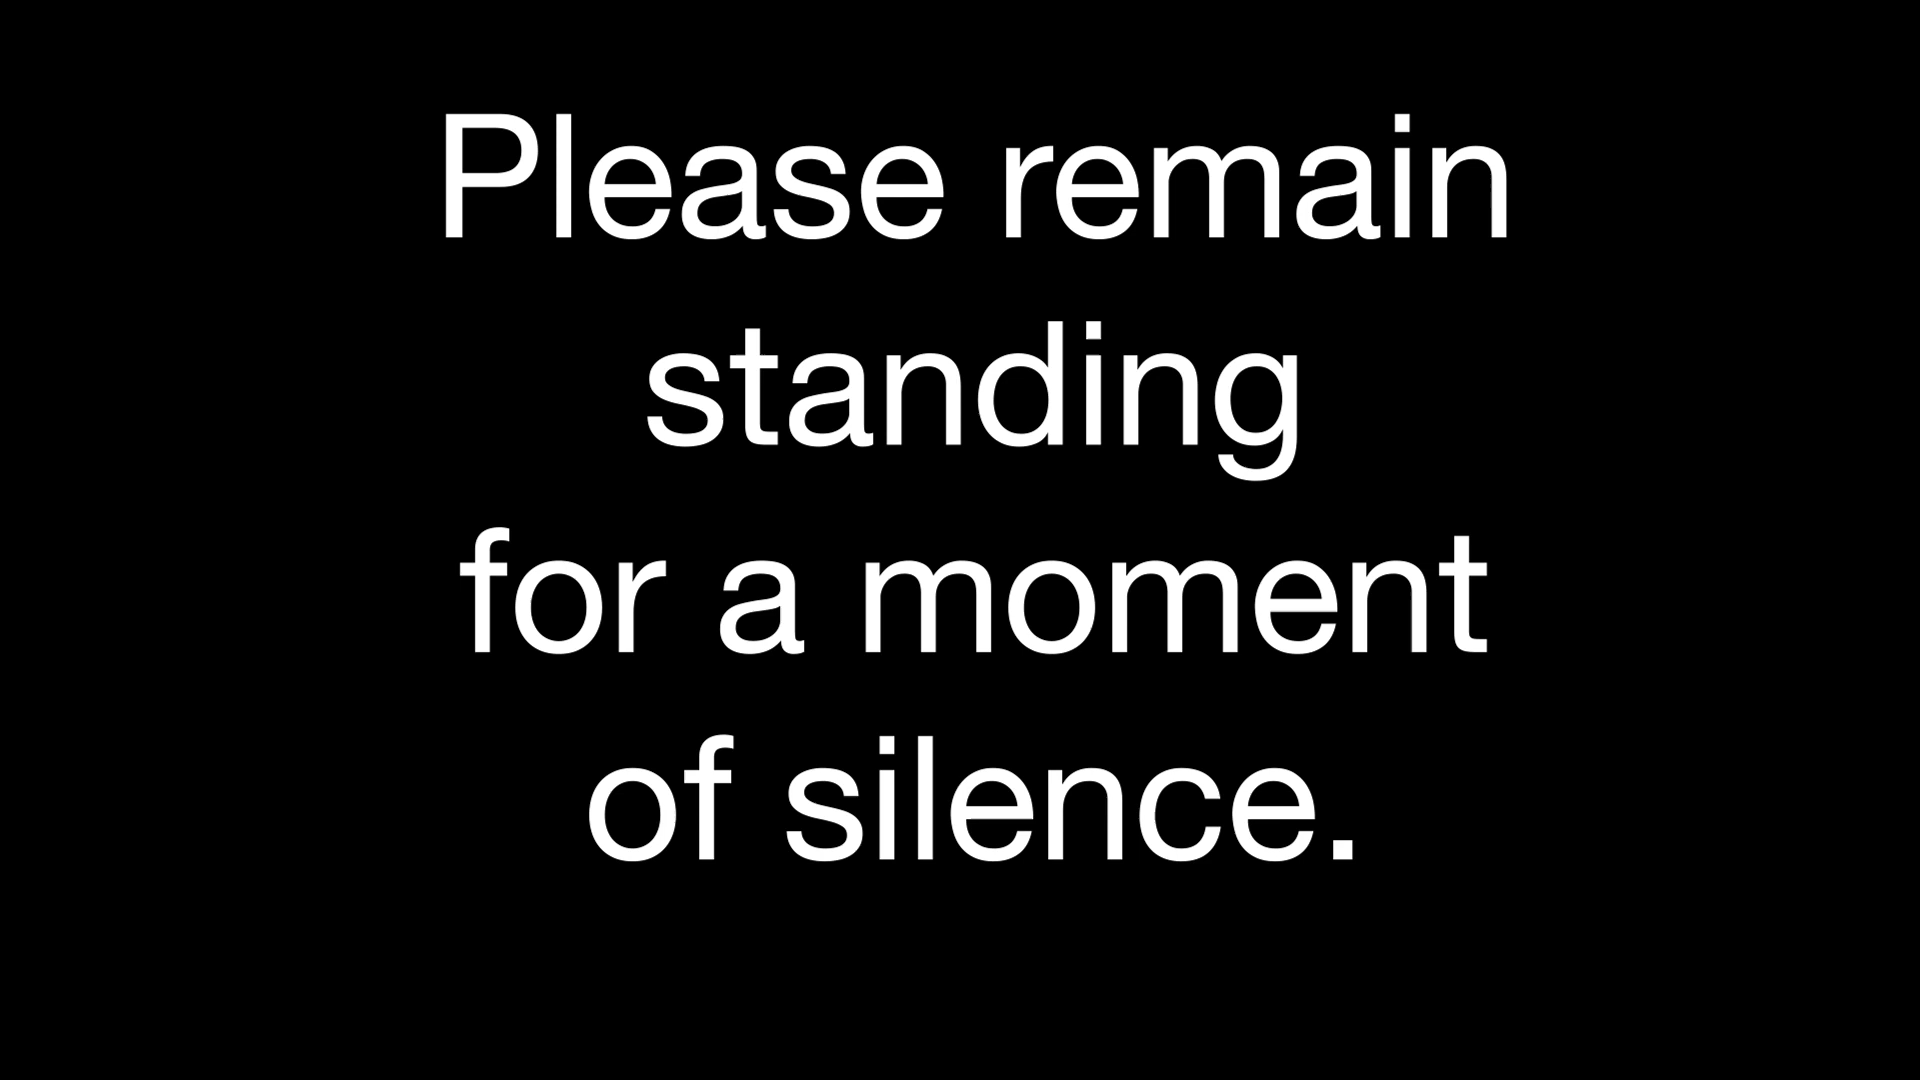 Please remain
standing
for a moment
of silence.